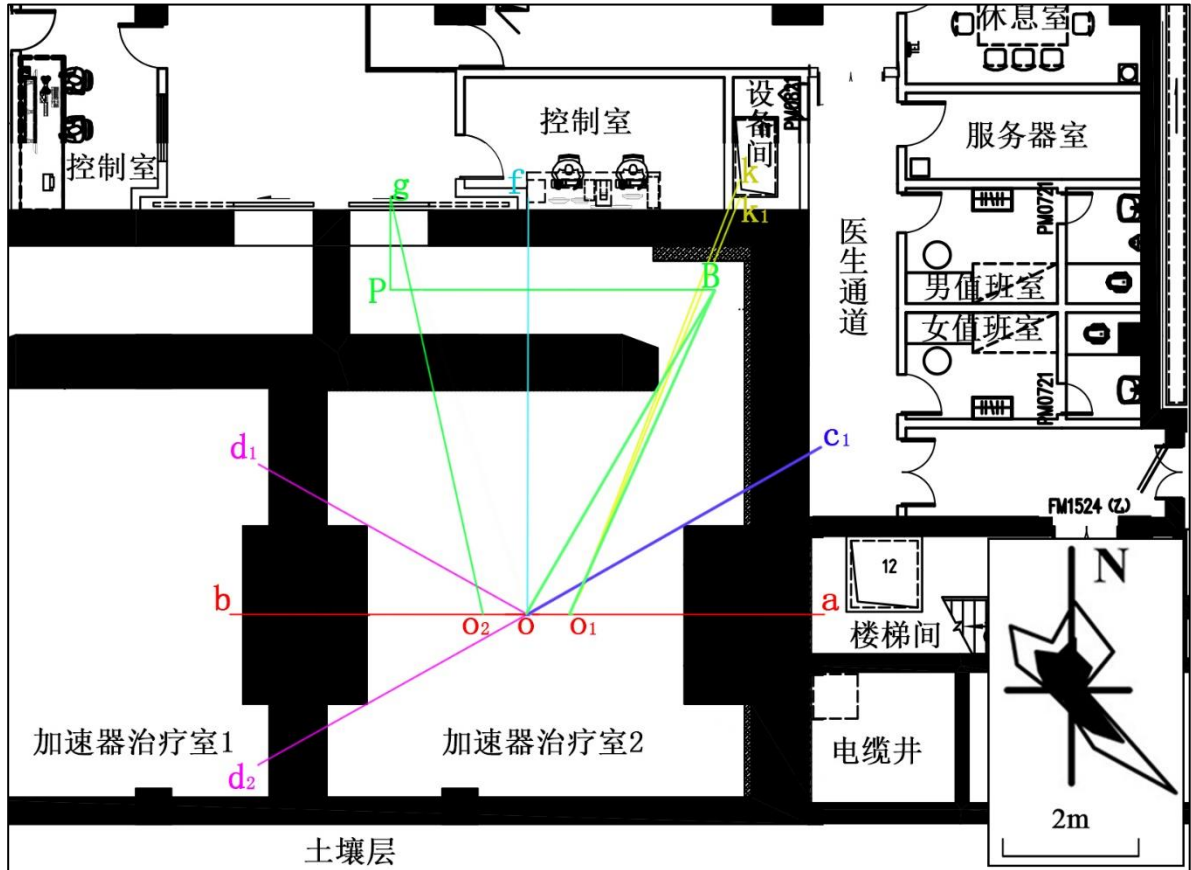 休息室
设备间
PM0821
控制室
服务器室
控制室
g
f
k
k₁
PM0721
医生通道
P
B
男值班室
女值班室
PM0721
d₁
c₁
FM1524 (乙)
N
12
b
o₂
o
o₁
a
楼梯间
加速器治疗室1
加速器治疗室2
电缆井
d₂
2m
土壤层